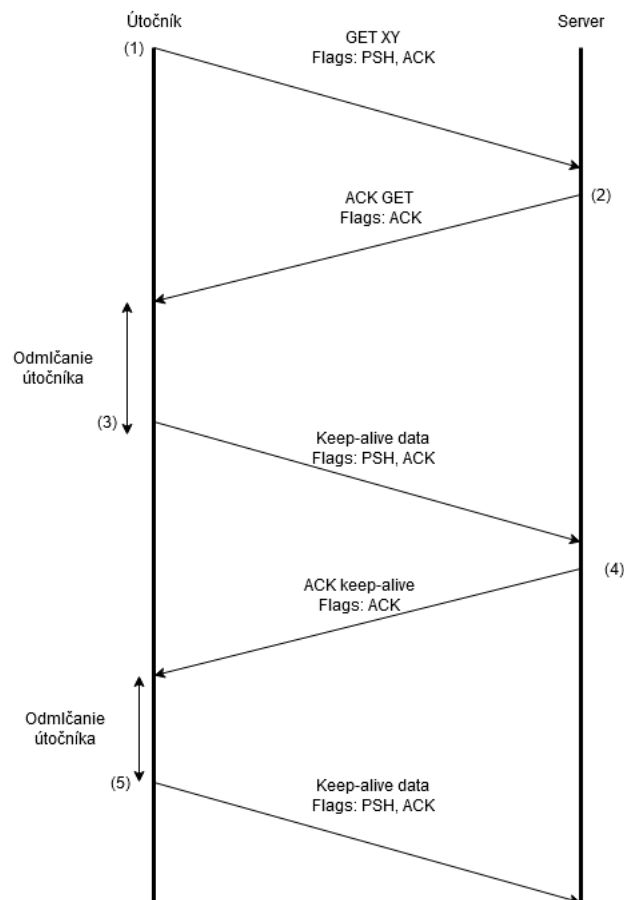 Útočník
Server
(1)
GET XY
Flags: PSH, ACK
ACK GET
Flags: ACK
(2)
Odmlčanie
útočníka
(3)
Keep-alive data
Flags: PSH, ACK
(4)
ACK keep-alive
Flags: ACK
Odmlčanie
útočníka
(5)
Keep-alive data
Flags: PSH, ACK